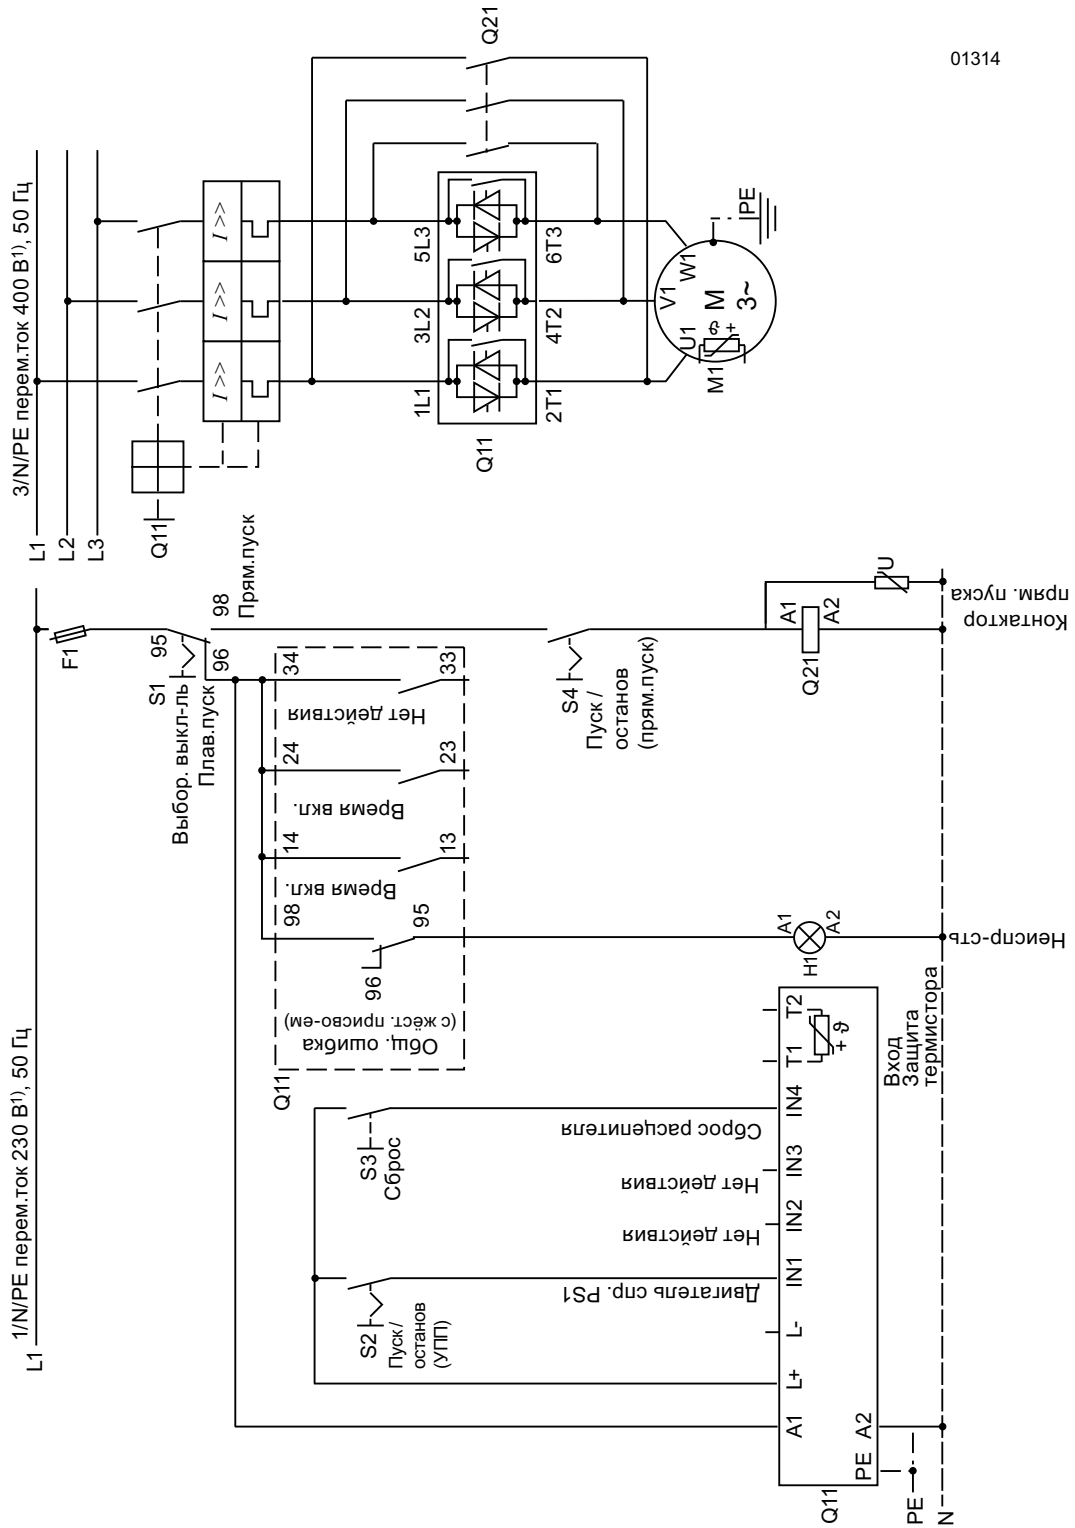 01314
3/N/PE перем.ток 400 В1), 50 Гц
L1
L2
L3
Q11
I >>
I >>
I >>
Q21
1L1
3L2
5L3
Q11
2T1
4T2
6T3
U1
V1
W1
M
3~
ϑ
+
M1
PE
1/N/PE перем.ток 230 В1), 50 Гц
L1
F1
95
S1
96
98
Прям.пуск
Выбор. выкл-ль
Плав.пуск
Q11
98
14
24
34
Общ. ошибка
(с жёст. присво-ем)
Время вкл.
Время вкл.
Нет действия
96
95
13
23
33
S2
Пуск /
останов
(УПП)
S3
Сброс
S4
Пуск /
останов
(прям.пуск)
Двигатель спр. PS1
Нет действия
Нет действия
Сброс расцепителя
A1
L+
L-
IN1
IN2
IN3
IN4
T1
T2
+ ϑ
PE
A2
Q11
Вход
Защита
термистора
A1
H1
A2
Неиспр-сть
A1
Q21
A2
U
Контактор
прям. пуска
PE
N